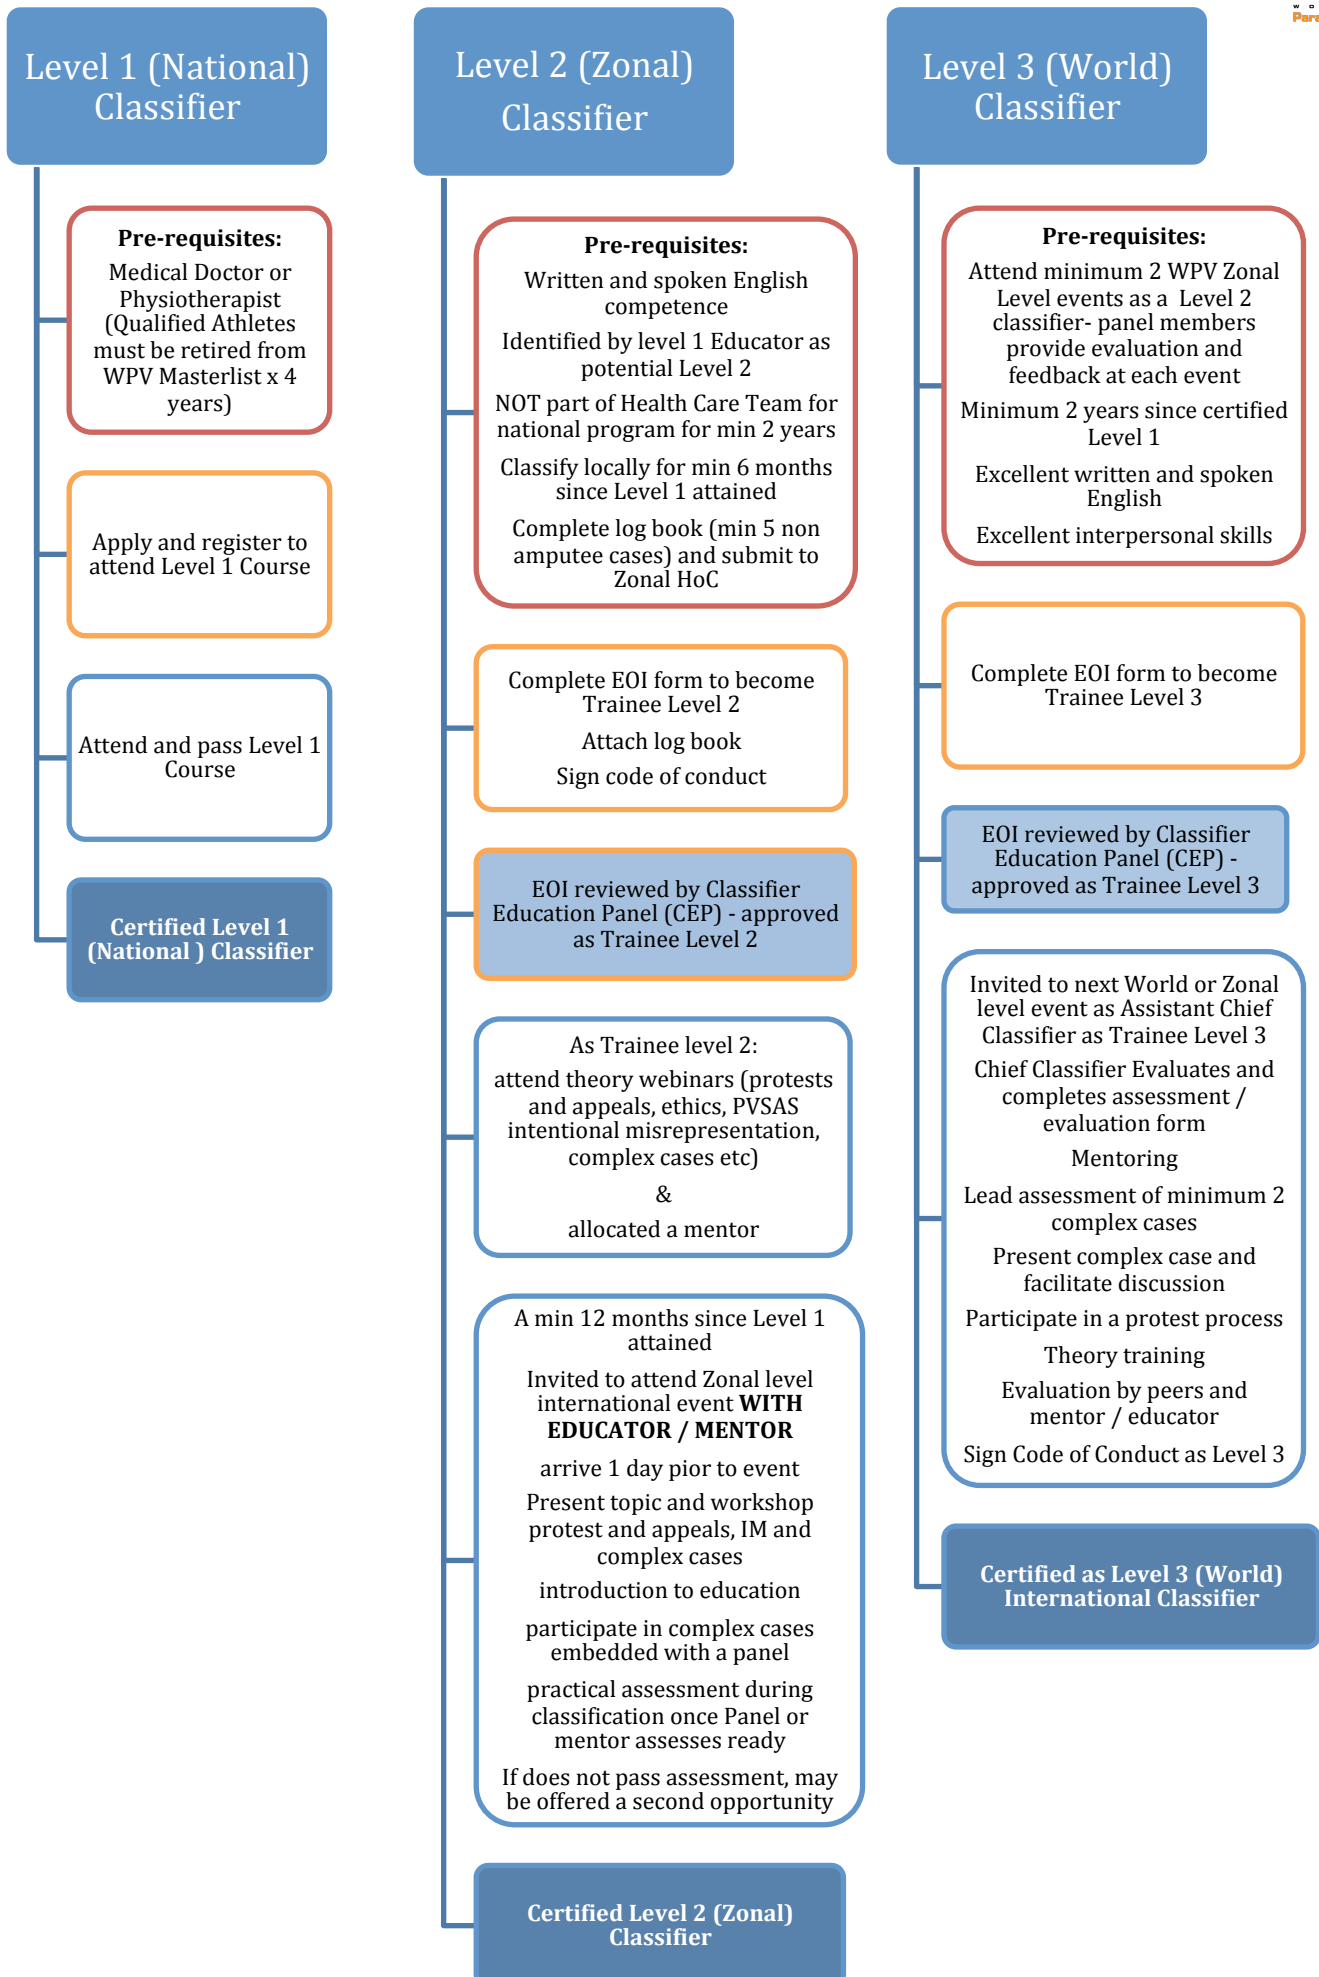 Level 1 (National)
Classifier
Pre-requisites:
Medical Doctor or
Physiotherapist
(Qualified Athletes
must be retired from
WPV Masterlist x 4
years)
Apply and register to
attend Level 1 Course
Attend and pass Level 1
Course
Certified Level 1
(National ) Classifier
Level 2 (Zonal)
Classifier
Pre-requisites:
Written and spoken English
competence
Identified by level 1 Educator as
potential Level 2
NOT part of Health Care Team for
national program for min 2 years
Classify locally for min 6 months
since Level 1 attained
Complete log book (min 5 non
amputee cases) and submit to
Zonal HoC
Complete EOI form to become
Trainee Level 2
Attach log book
Sign code of conduct
EOI reviewed by Classifier
Education Panel (CEP) - approved
as Trainee Level 2
As Trainee level 2:
attend theory webinars (protests
and appeals, ethics, PVSAS
intentional misrepresentation,
complex cases etc)
&
allocated a mentor
A min 12 months since Level 1
attained
Invited to attend Zonal level
international event WITH
EDUCATOR / MENTOR
arrive 1 day pior to event
Present topic and workshop
protest and appeals, IM and
complex cases
introduction to education
participate in complex cases
embedded with a panel
practical assessment during
classification once Panel or
mentor assesses ready
If does not pass assessment, may
be offered a second opportunity
Certified Level 2 (Zonal)
Classifier
Level 3 (World)
Classifier
Pre-requisites:
Attend minimum 2 WPV Zonal
Level events as a Level 2
classifier- panel members
provide evaluation and
feedback at each event
Minimum 2 years since certified
Level 1
Excellent written and spoken
English
Excellent interpersonal skills
Complete EOI form to become
Trainee Level 3
EOI reviewed by Classifier
Education Panel (CEP) -
approved as Trainee Level 3
Invited to next World or Zonal
level event as Assistant Chief
Classifier as Trainee Level 3
Chief Classifier Evaluates and
completes assessment /
evaluation form
Mentoring
Lead assessment of minimum 2
complex cases
Present complex case and
facilitate discussion
Participate in a protest process
Theory training
Evaluation by peers and
mentor / educator
Sign Code of Conduct as Level 3
Certified as Level 3 (World)
International Classifier